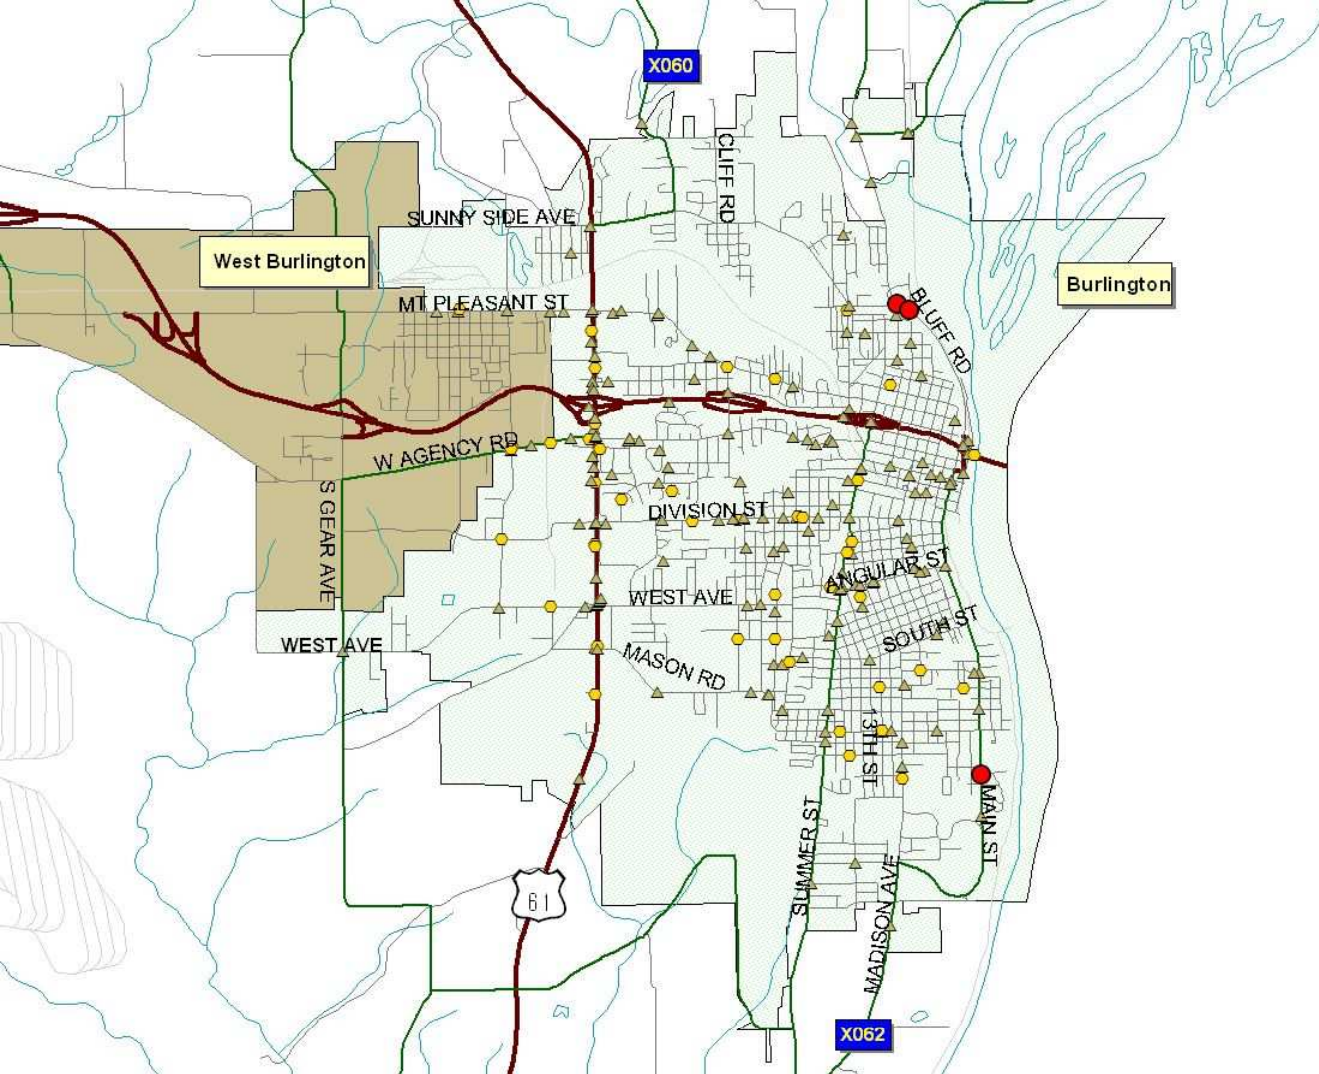 X060
CLIFF RD
SUNNY SIDE AVE
West Burlington
Burlington
MT PLEASANT ST
BLUFF RD
W AGENCY RD
S GEAR AVE
DIVISION ST
ANGULAR ST
WEST AVE
SOUTH ST
WEST AVE
MASON RD
13TH ST
MAIN ST
SUMMER ST
MADISON AVE
61
X062